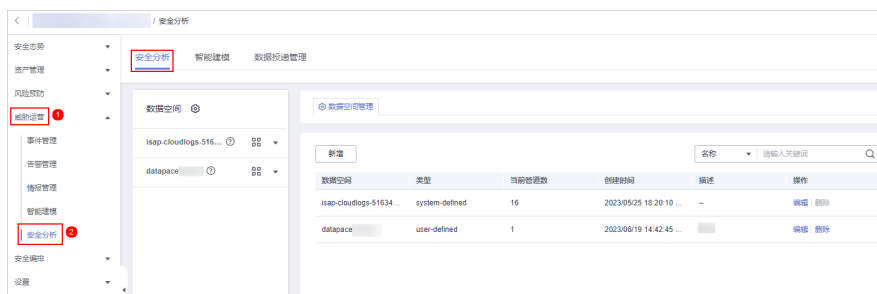 / 安全分析
安全态势
资产管理
风险预防
威胁运营 1
事件管理
告警管理
情报管理
智能建模
安全分析 2
安全编排
设置
安全分析 智能建模 数据投递管理
数据空间
isap-cloudlogs-516...
datapace
数据空间管理
新增 名称 请输入关键词
数据空间 类型 当前管道数 创建时间 描述 操作
isap-cloudlogs-51634... system-defined 16 2023/05/25 18:20:10 ... -- 编辑 删除
datapace user-defined 1 2023/06/19 14:42:45 ... 编辑 删除